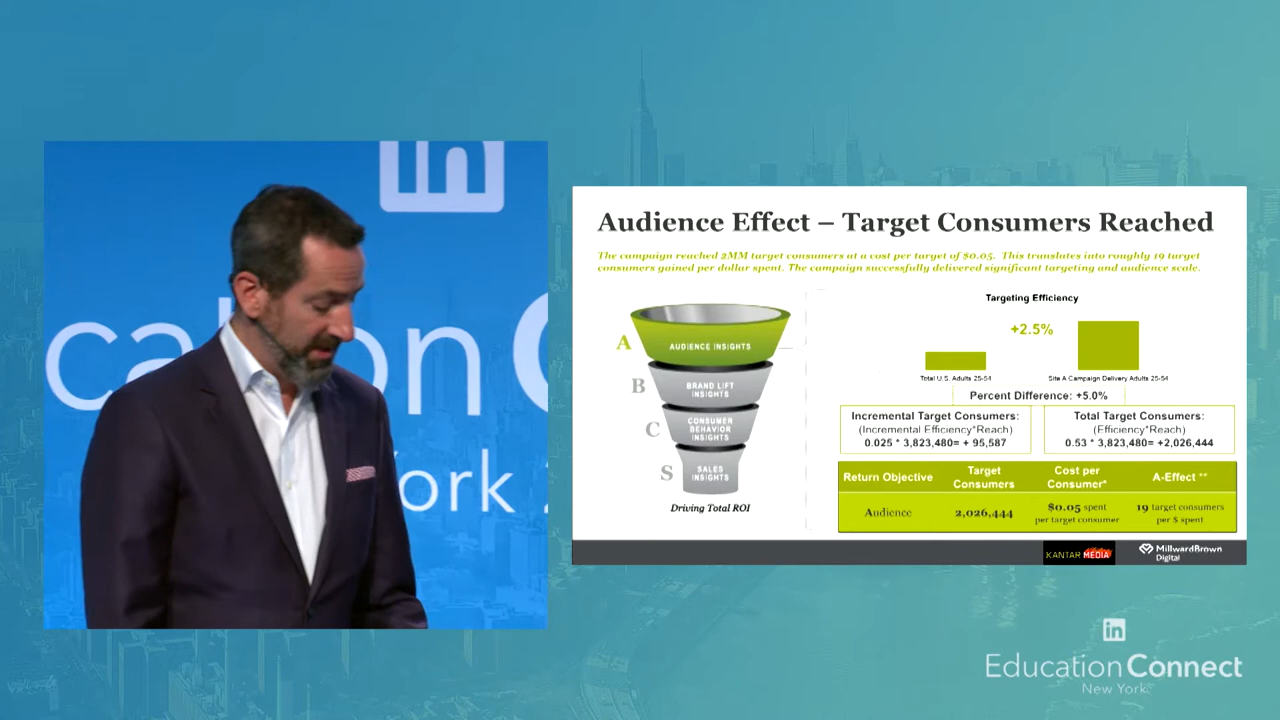 in
cation C
York 2
Audience Effect – Target Consumers Reached
The campaign reached 2MM target consumers at a cost per target of $0.05. This translates into roughly 19 target
consumers gained per dollar spent. The campaign successfully delivered significant targeting and audience scale.
A
AUDIENCE INSIGHTS
B
BRAND LIFT
INSIGHTS
C
CONSUMER
BEHAVIOR
INSIGHTS
S
SALES
INSIGHTS
Driving Total ROI
Targeting Efficiency
+2.5%
Total U.S. Adults 25-54
Site A Campaign Delivery Adults 25-54
Percent Difference: +5.0%
Incremental Target Consumers:
(Incremental Efficiency*Reach)
0.025 * 3,823,480= + 95,587
Total Target Consumers:
(Efficiency*Reach)
0.53 * 3,823,480= +2,026,444
Return Objective
Target
Consumers
Cost per
Consumer*
A-Effect **
Audience
2,026,444
$0.05 spent
per target consumer
19 target consumers
per $ spent
KANTAR MEDIA
MillwardBrown
Digital
in
Education Connect
New York